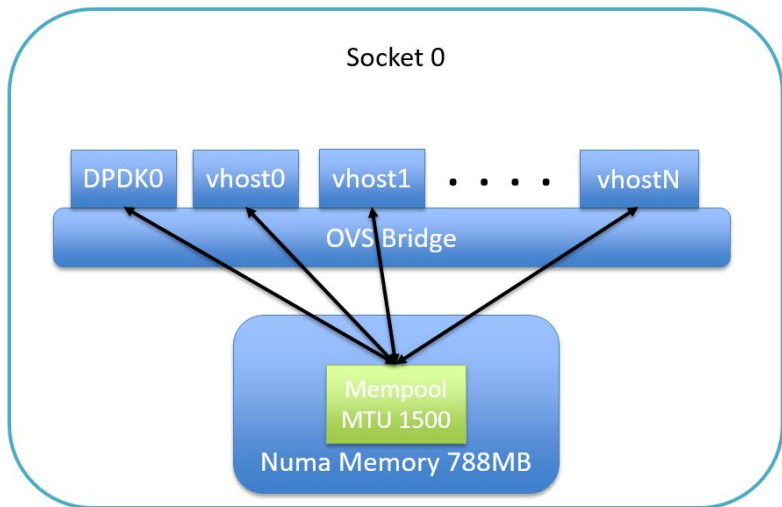 Socket 0
DPDK0
vhost0
vhost1
. . . .
vhostN
OVS Bridge
Mempool
MTU 1500
Numa Memory 788MB